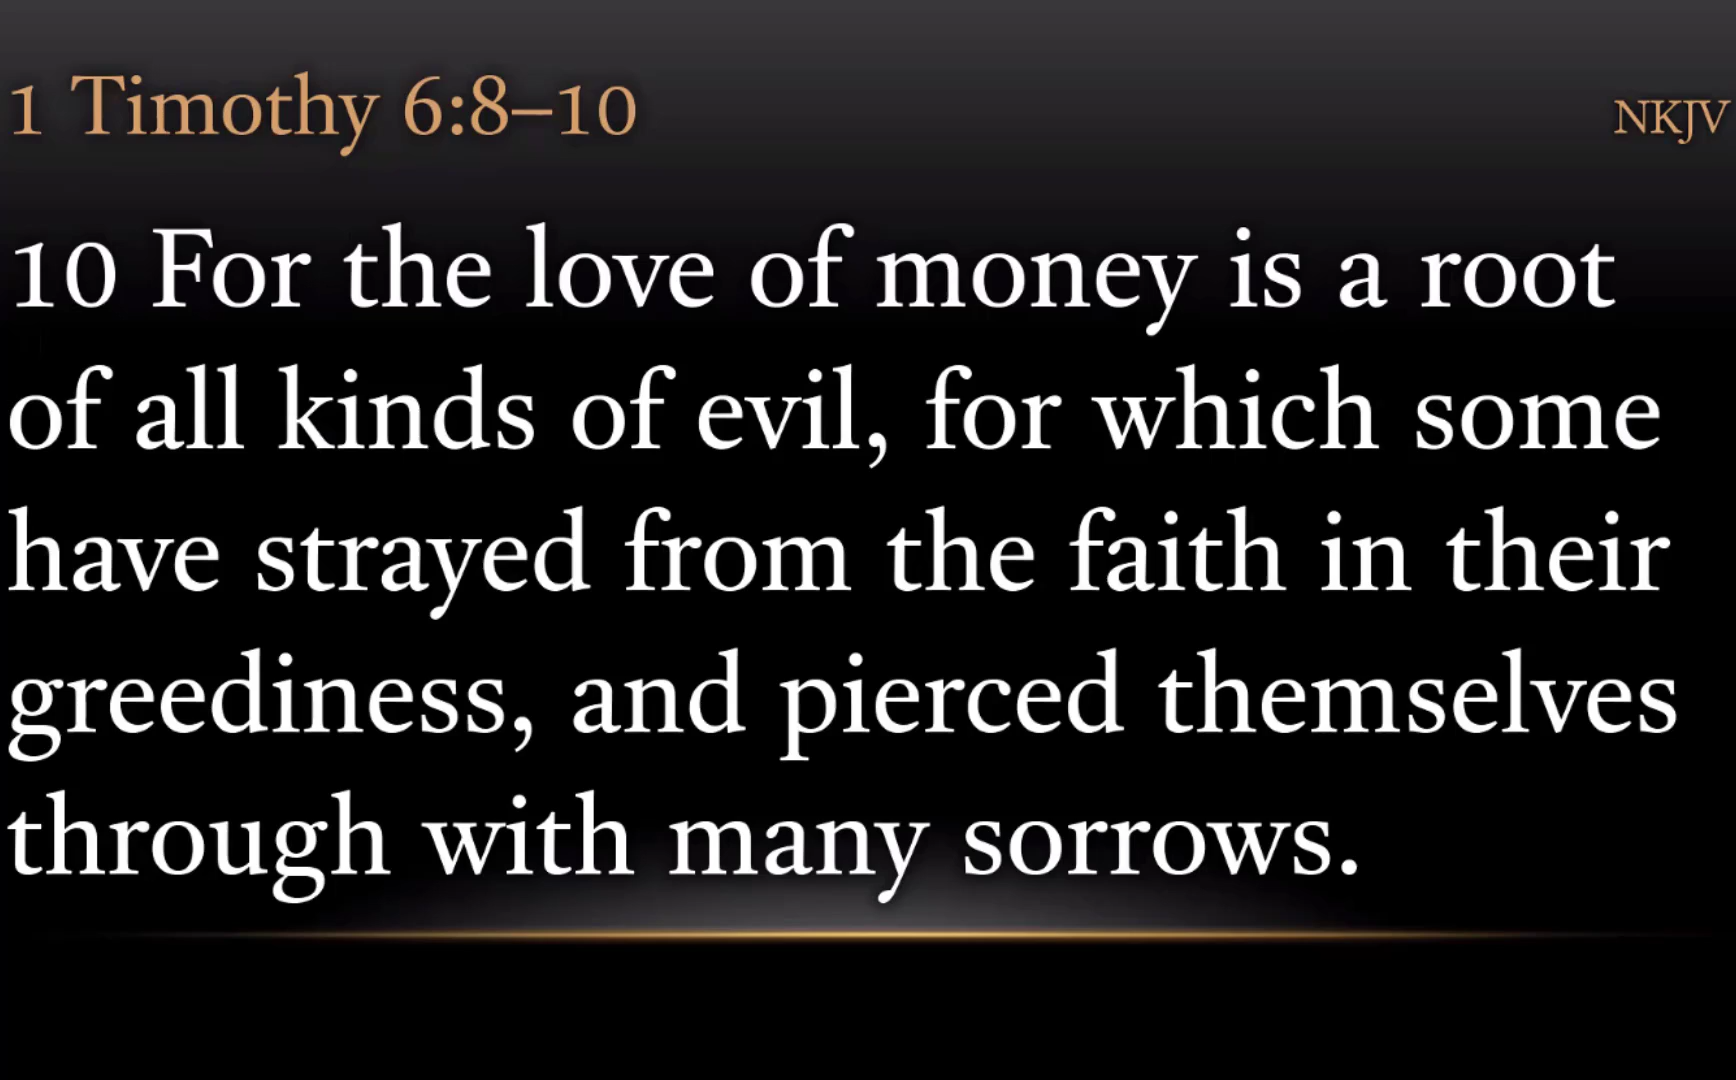 1 Timothy 6:8–10
NKJV
10 For the love of money is a root
of all kinds of evil, for which some
have strayed from the faith in their
greediness, and pierced themselves
through with many sorrows.